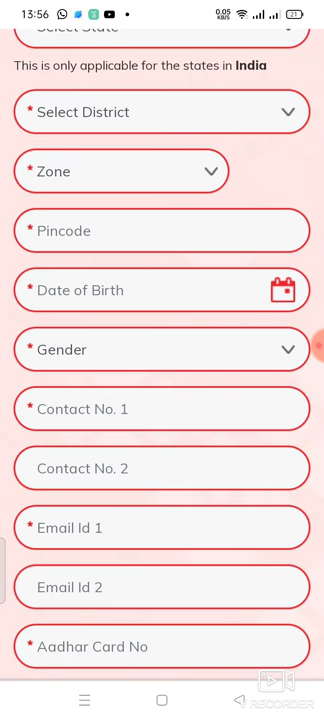 13:56
0.05
KB/S
21
Select State
This is only applicable for the states in India
* Select District
* Zone
* Pincode
* Date of Birth
* Gender
* Contact No. 1
Contact No. 2
* Email Id 1
Email Id 2
* Aadhar Card No
RECORDER